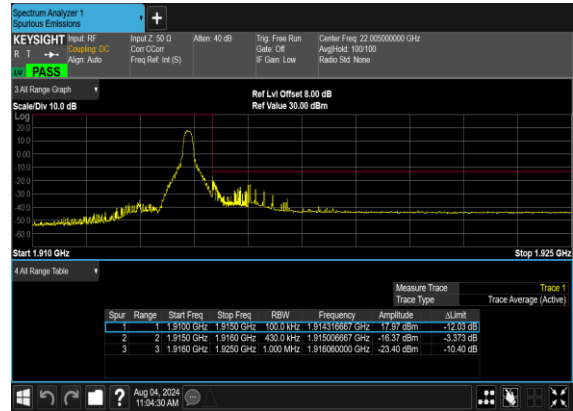 Spectrum Analyzer 1
Spurious Emissions
KEYSIGHT Input: RF Input Z: 50 Ω Atten: 40 dB Trig: Free Run Center Freq: 22.005000000 GHz
R T Coupling: DC Corr CCorr Gate: Off Avg|Hold: 100/100
Align: Auto Freq Ref: Int (S) IF Gain: Low Radio Std: None
PASS
3 All Range Graph
Ref Lvl Offset 8.00 dB
Scale/Div 10.0 dB Ref Value 30.00 dBm
Log
20.0
10.0
0.00
-10.0
-20.0
-30.0
-40.0
-50.0
-60.0
Start 1.910 GHz Stop 1.925 GHz
4 All Range Table
Measure Trace Trace 1
Trace Type Trace Average (Active)
Spur Range Start Freq Stop Freq RBW Frequency Amplitude ΔLimit
1 1 1.9100 GHz 1.9150 GHz 100.0 kHz 1.914316667 GHz 17.97 dBm -12.03 dB
2 2 1.9150 GHz 1.9160 GHz 430.0 kHz 1.915006667 GHz -16.37 dBm -3.373 dB
3 3 1.9160 GHz 1.9250 GHz 1.000 MHz 1.916060000 GHz -23.40 dBm -10.40 dB
? Aug 04, 2024
11:04:30 AM